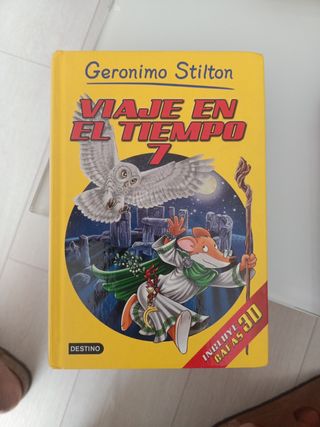 Geronimo Stilton
VIAJE EN
EL TIEMPO
7
INCLUYE
GAFAS 3D
DESTINO